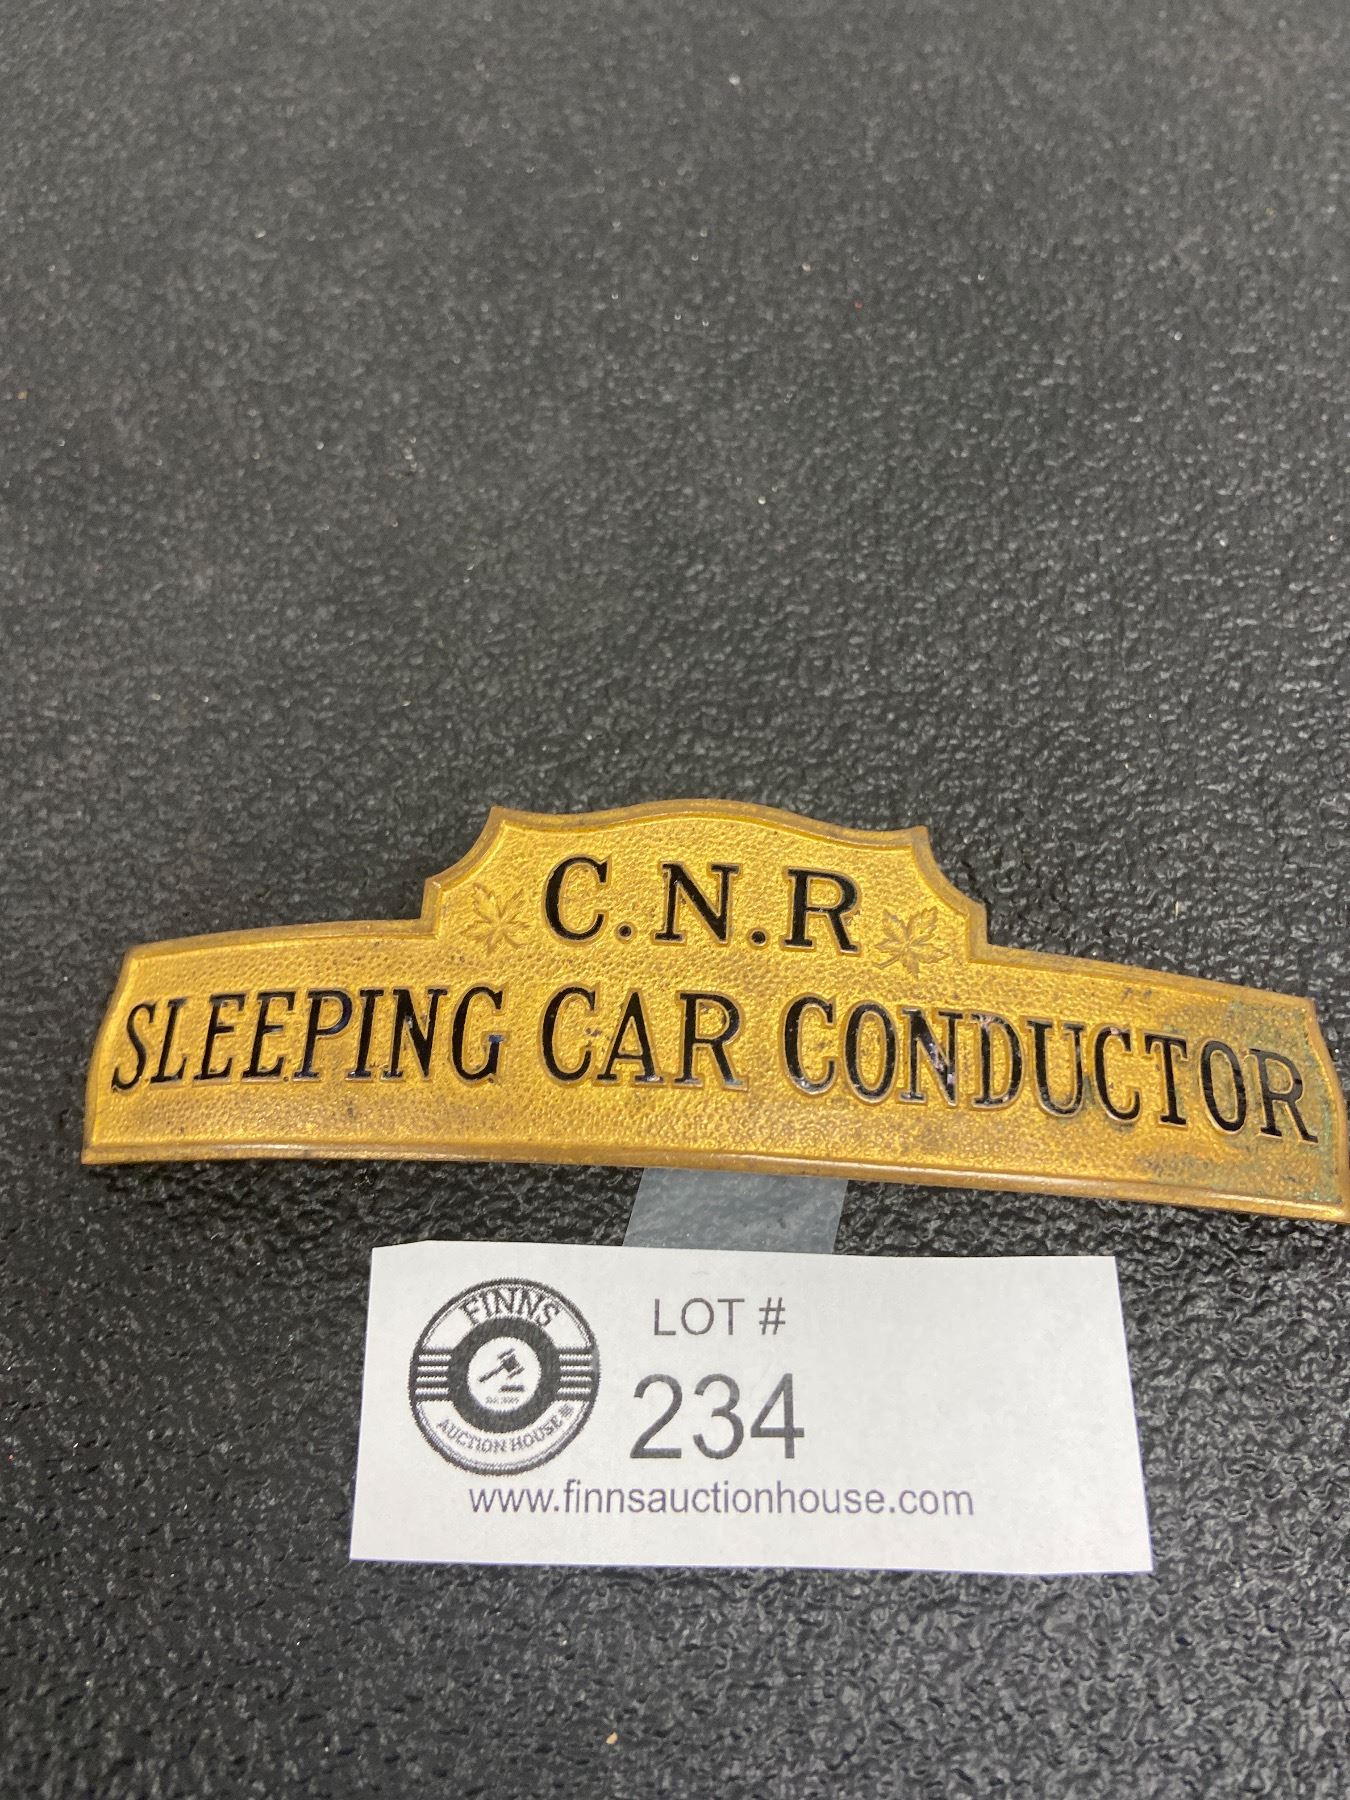 C.N.R
SLEEPING CAR CONDUCTOR
FINNS
AUCTION HOUSE
LOT #
234
www.finnsauctionhouse.com